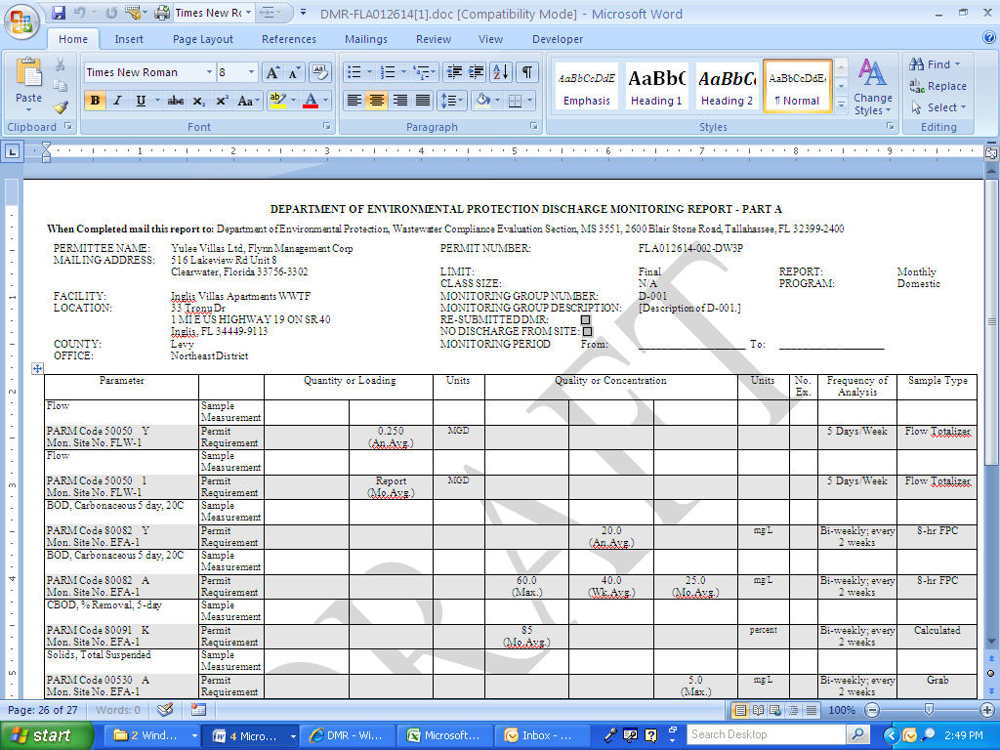 DMR-FLA012614[1].doc [Compatibility Mode] - Microsoft Word
Times New Ro
Home Insert Page Layout References Mailings Review View Developer
Paste
Times New Roman 8
AaBbCcDdE AaBbC AaBbCc AaBbCcDdE
Emphasis Heading 1 Heading 2 ¶ Normal
Change Styles
Find
Replace
Select
Clipboard Font Paragraph Styles Editing
1 2 3 4 5 6 7 8 9
DEPARTMENT OF ENVIRONMENTAL PROTECTION DISCHARGE MONITORING REPORT - PART A
When Completed mail this report to: Department of Environmental Protection, Wastewater Compliance Evaluation Section, MS 3551, 2600 Blair Stone Road, Tallahassee, FL 32399-2400
PERMITTEE NAME: Yulee Villas Ltd, Flynn Management Corp PERMIT NUMBER: FLA012614-002-DW3P
MAILING ADDRESS: 516 Lakeview Rd Unit 8
Clearwater, Florida 33756-3302 LIMIT: Final REPORT: Monthly
CLASS SIZE: N/A PROGRAM: Domestic
FACILITY: Inglis Villas Apartments WWTF MONITORING GROUP NUMBER: D-001
LOCATION: 33 Tronu Dr MONITORING GROUP DESCRIPTION: [Description of D-001.]
1 MI E US HIGHWAY 19 ON SR 40 RE-SUBMITTED DMR:
Inglis, FL 34449-9113 NO DISCHARGE FROM SITE:
COUNTY: Levy MONITORING PERIOD From: To:
OFFICE: Northeast District
Parameter Quantity or Loading Units Quality or Concentration Units No. Ex. Frequency of Analysis Sample Type
Flow Sample Measurement
PARM Code 50050 Y Permit 0.250 MGD 5 Days/Week Flow Totalizer
Mon. Site No. FLW-1 Requirement (An.Avg.)
Flow Sample Measurement
PARM Code 50050 1 Permit Report MGD 5 Days/Week Flow Totalizer
Mon. Site No. FLW-1 Requirement (Mo.Avg.)
BOD, Carbonaceous 5 day, 20C Sample Measurement
PARM Code 80082 Y Permit 20.0 mg/L Bi-weekly; every 8-hr FPC
Mon. Site No. EFA-1 Requirement (An.Avg.) 2 weeks
BOD, Carbonaceous 5 day, 20C Sample Measurement
PARM Code 80082 A Permit 60.0 40.0 25.0 mg/L Bi-weekly; every 8-hr FPC
Mon. Site No. EFA-1 Requirement (Max.) (Wk.Avg.) (Mo.Avg.) 2 weeks
CBOD, % Removal, 5-day Sample Measurement
PARM Code 80091 K Permit 85 percent Bi-weekly; every Calculated
Mon. Site No. EFA-1 Requirement (Mo.Avg.) 2 weeks
Solids, Total Suspended Sample Measurement
PARM Code 00530 A Permit 5.0 mg/L Bi-weekly; every Grab
Mon. Site No. EFA-1 Requirement (Max.) 2 weeks
DRAFT
Page: 26 of 27 Words: 0 100%
start 2 Wind... 4 Micro... DMR - Wi... Microsoft... Inbox - ... Search Desktop 2:49 PM